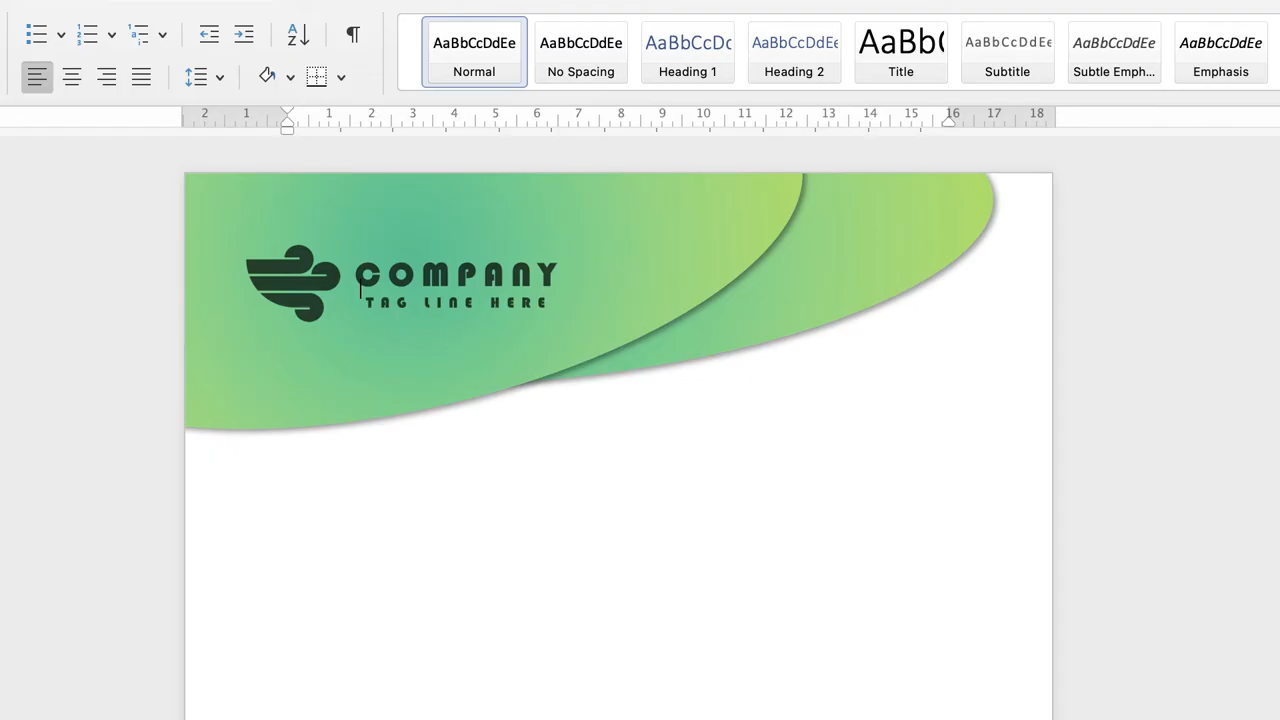 AaBbCcDdEe AaBbCcDdEe AaBbCcDc AaBbCcDdEe AaBb( AaBbCcDdEe AaBbCcDdEe AaBbCcDdEe
Normal No Spacing Heading 1 Heading 2 Title Subtitle Subtle Emph... Emphasis
2 1 1 2 3 4 5 6 7 8 9 10 11 12 13 14 15 16 17 18
COMPANY
TAG LINE HERE